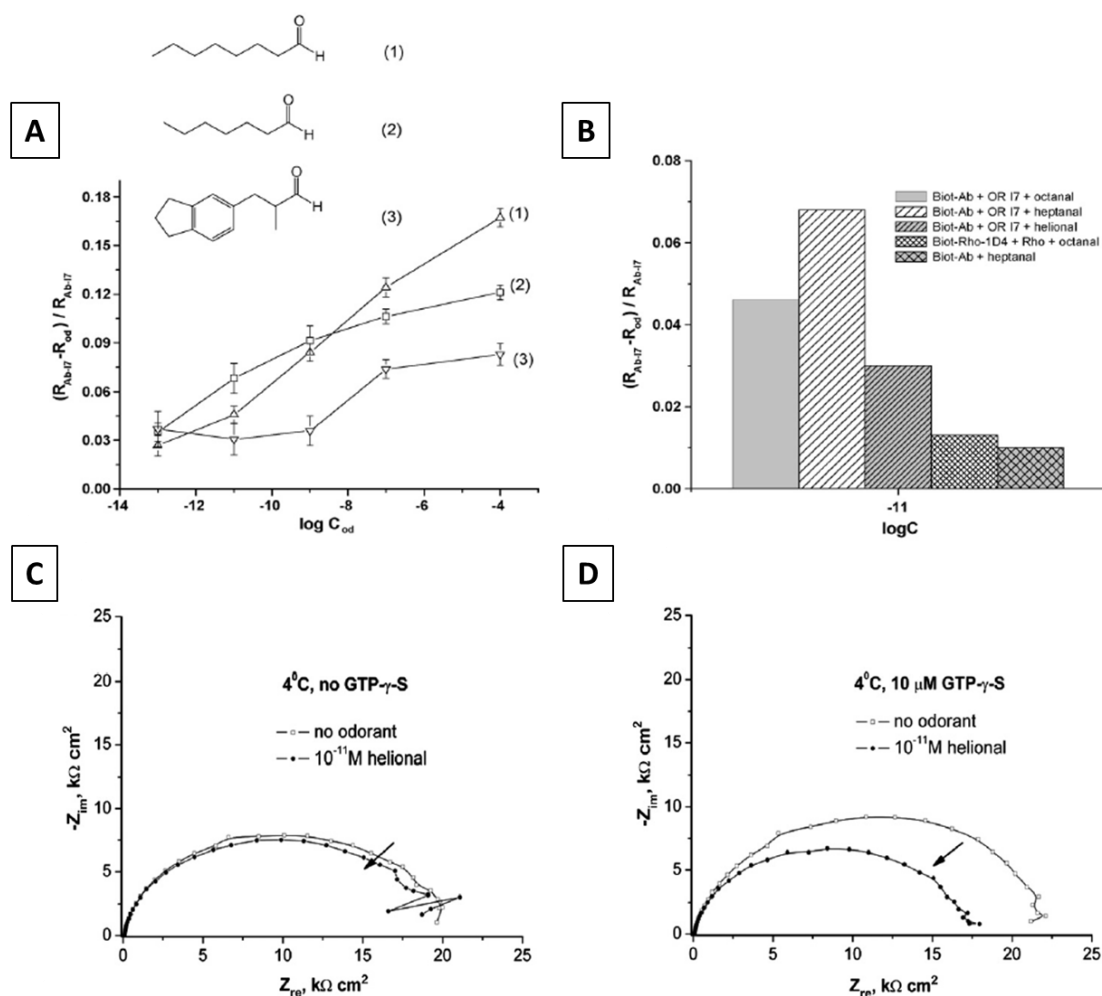 O
H
(1)
A
O
H
(2)
O
H
(3)
(R_Ab-I7-R_od) / R_Ab-I7
0.18
0.15
0.12
0.09
0.06
0.03
0.00
(1)
(2)
(3)
-14 -12 -10 -8 -6 -4 -2
log C_od
B
(R_Ab-I7-R_od) / R_Ab-I7
0.08
0.06
0.04
0.02
0.00
Biot-Ab + OR I7 + octanal
Biot-Ab + OR I7 + heptanal
Biot-Ab + OR I7 + helional
Biot-Rho-1D4 + Rho + octanal
Biot-Ab + heptanal
-11
logC
C
-Z_im, kΩ cm²
25
20
15
10
5
0
4⁰C, no GTP-γ-S
no odorant
10⁻¹¹M helional
0 5 10 15 20 25
Z_re, kΩ cm²
D
-Z_im, kΩ cm²
25
20
15
10
5
0
4⁰C, 10 μM GTP-γ-S
no odorant
10⁻¹¹M helional
0 5 10 15 20 25
Z_re, kΩ cm²